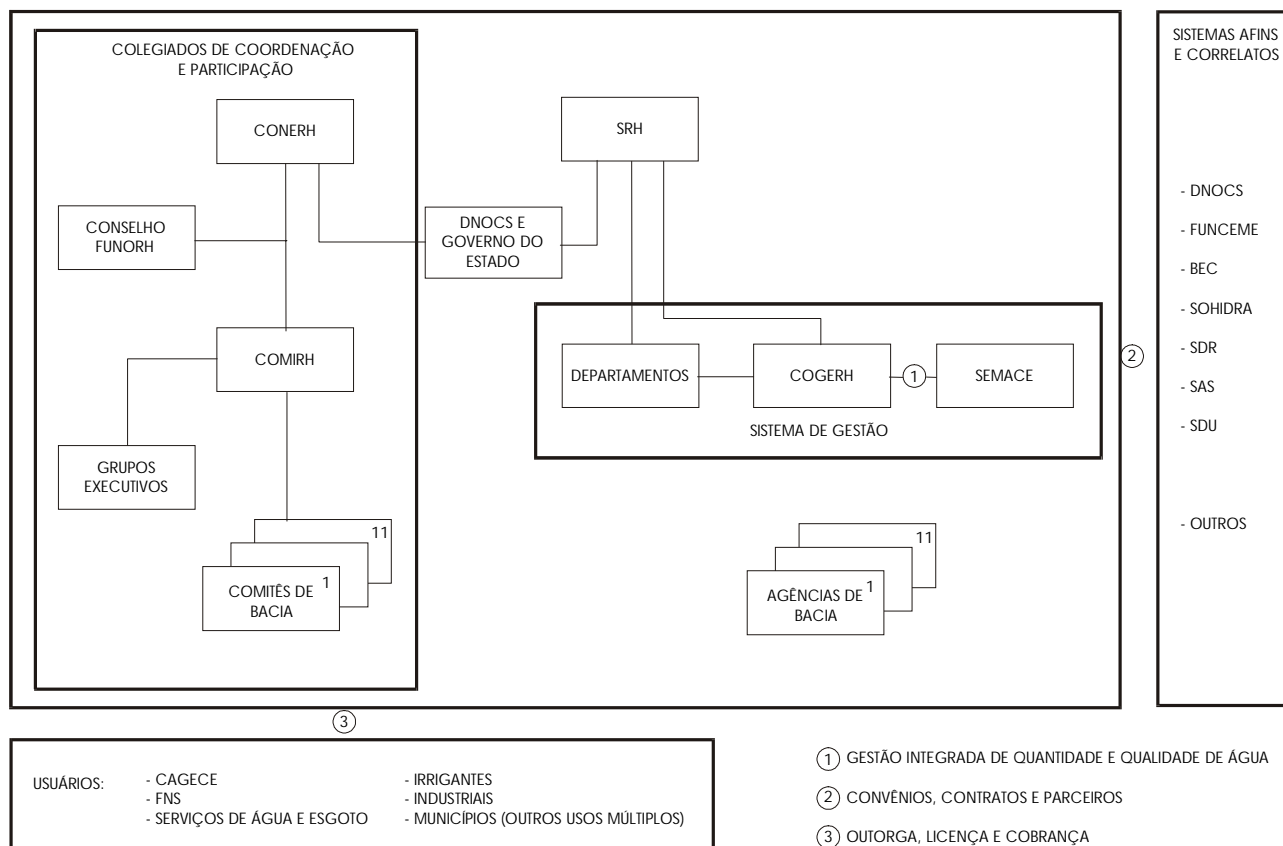 COLEGIADOS DE COORDENAÇÃO
E PARTICIPAÇÃO
CONERH
CONSELHO
FUNORH
COMIRH
GRUPOS
EXECUTIVOS
11
COMITÊS DE 1
BACIA
SRH
DNOCS E
GOVERNO DO
ESTADO
DEPARTAMENTOS
COGERH
1
SEMACE
SISTEMA DE GESTÃO
11
AGÊNCIAS DE 1
BACIA
2
SISTEMAS AFINS
E CORRELATOS
- DNOCS
- FUNCEME
- BEC
- SOHIDRA
- SDR
- SAS
- SDU
- OUTROS
3
USUÁRIOS:
- CAGECE
- FNS
- SERVIÇOS DE ÁGUA E ESGOTO
- IRRIGANTES
- INDUSTRIAIS
- MUNICÍPIOS (OUTROS USOS MÚLTIPLOS)
1 GESTÃO INTEGRADA DE QUANTIDADE E QUALIDADE DE ÁGUA
2 CONVÊNIOS, CONTRATOS E PARCEIROS
3 OUTORGA, LICENÇA E COBRANÇA